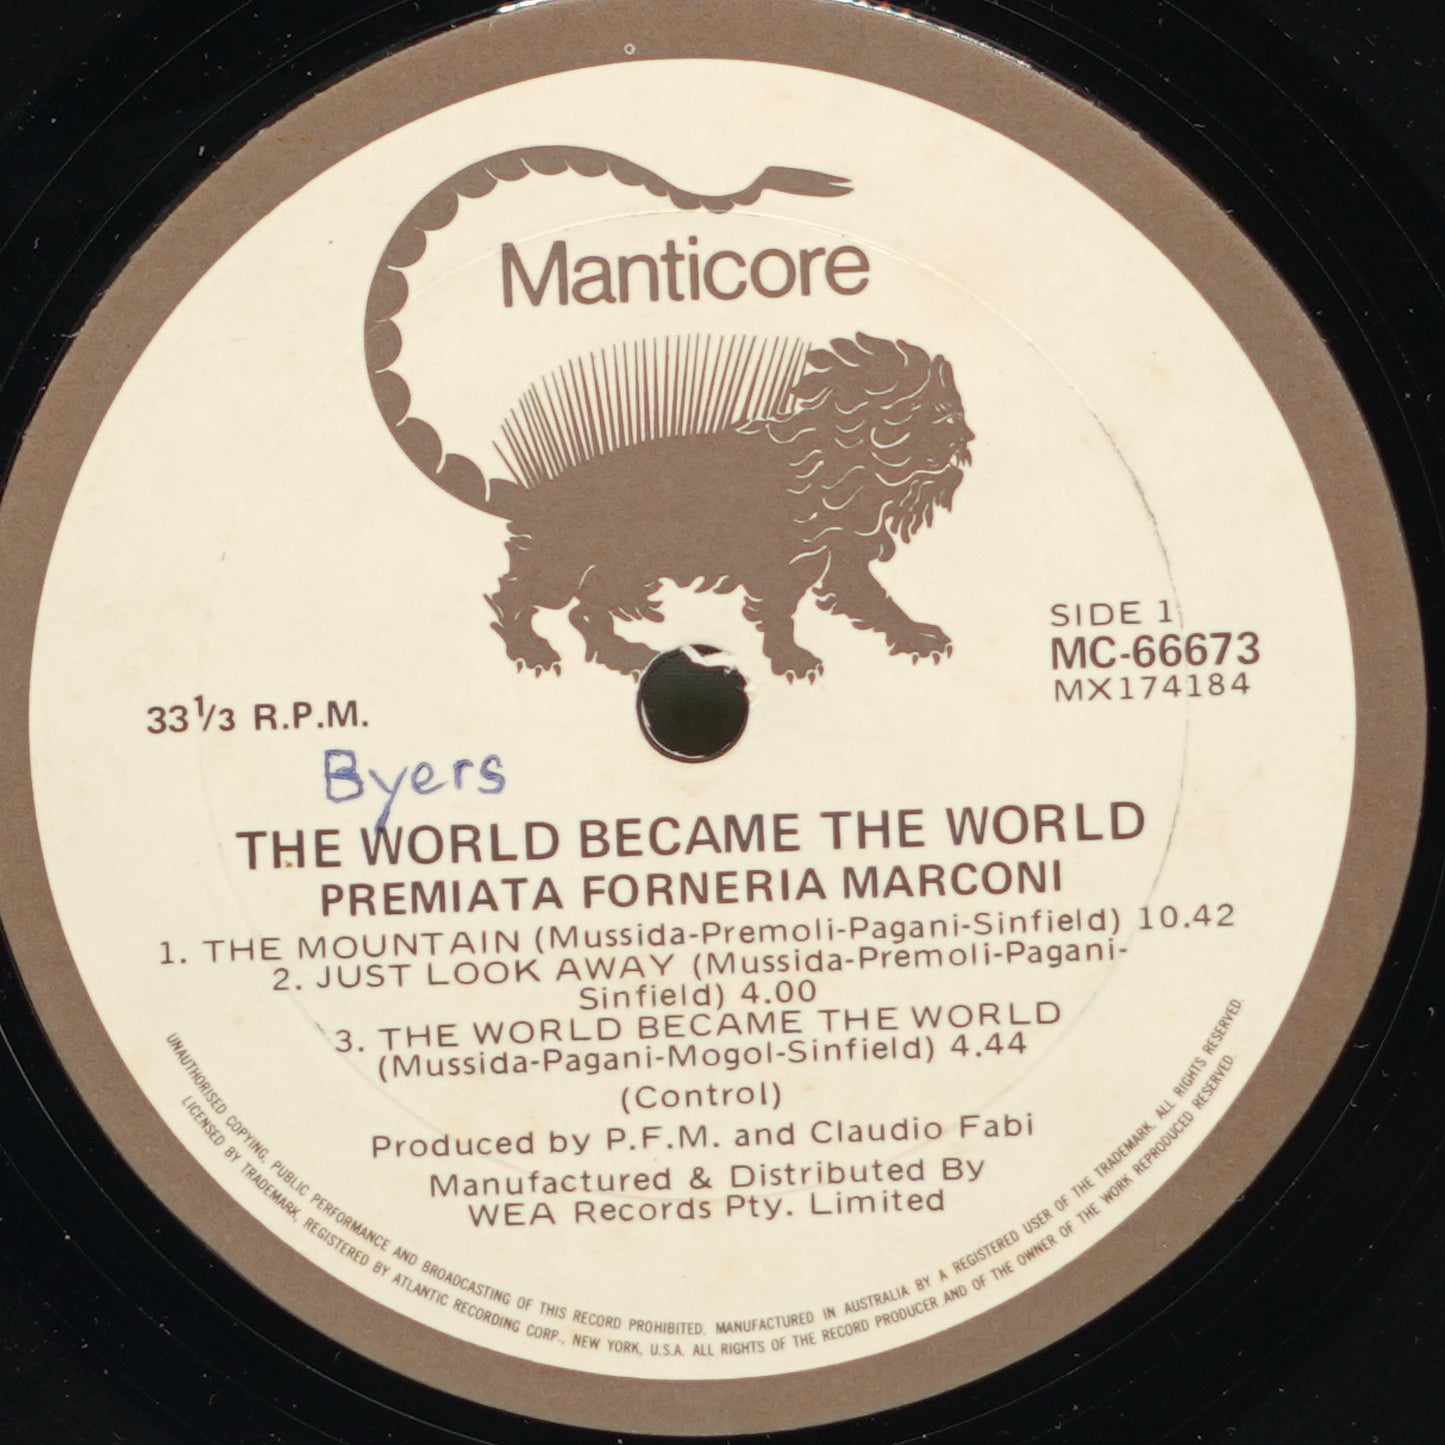 Manticore
SIDE 1
MC-66673
MX174184
33 1/3 R.P.M.
Byers
THE WORLD BECAME THE WORLD
PREMIATA FORNERIA MARCONI
1. THE MOUNTAIN (Mussida-Premoli-Pagani-Sinfield) 10.42
2. JUST LOOK AWAY (Mussida-Premoli-Pagani-
Sinfield) 4.00
3. THE WORLD BECAME THE WORLD
(Mussida-Pagani-Mogol-Sinfield) 4.44
(Control)
Produced by P.F.M. and Claudio Fabi
Manufactured & Distributed By
WEA Records Pty. Limited
UNAUTHORISED COPYING, PUBLIC PERFORMANCE AND BROADCASTING OF THIS RECORD PROHIBITED. MANUFACTURED IN AUSTRALIA BY A REGISTERED USER OF THE TRADEMARK. ALL RIGHTS RESERVED.
LICENSED BY TRADEMARK, REGISTERED BY ATLANTIC RECORDING CORP., NEW YORK, U.S.A. ALL RIGHTS OF THE RECORD PRODUCER AND OF THE OWNER OF THE WORK REPRODUCED RESERVED.